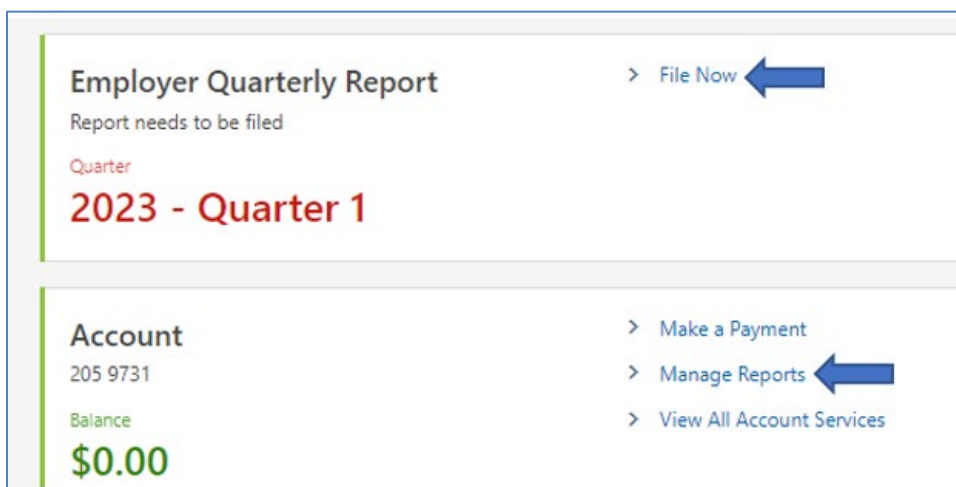 Employer Quarterly Report
Report needs to be filed
Quarter
2023 - Quarter 1
> File Now
Account
205 9731
Balance
$0.00
> Make a Payment
> Manage Reports
> View All Account Services